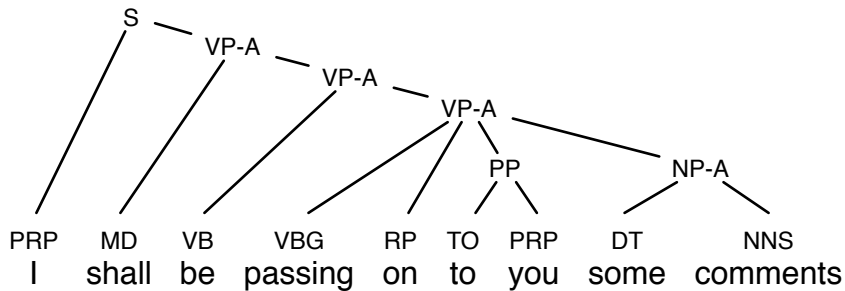 S
VP-A
VP-A
VP-A
PP NP-A
PRP MD VB VBG RP TO PRP DT NNS
I shall be passing on to you some comments